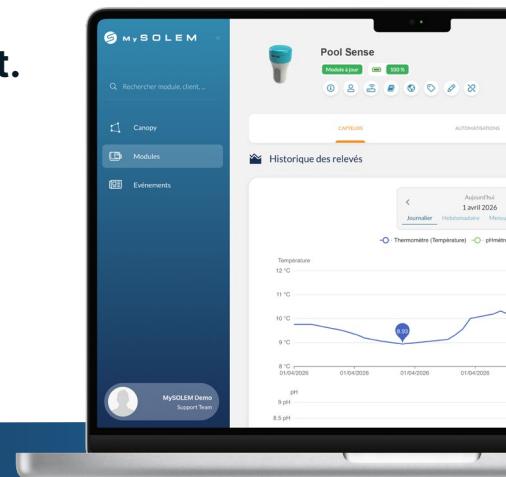 t.
MySOLEM
Rechercher module, client, ...
Canopy
Modules
Evénements
MySOLEM Demo
Support Team
Pool Sense
Module à jour
100 %
CAPTEURS
AUTOMATISATIONS
Historique des relevés
Aujourd'hui
1 avril 2026
Journalier Hebdomadaire Mensu
Thermomètre (Température) pHmètr
Température
12 °C
11 °C
10 °C
9 °C
8 °C
8.93
01/04/2026 01/04/2026 01/04/2026 01/04/2026
pH
9 pH
8.5 pH